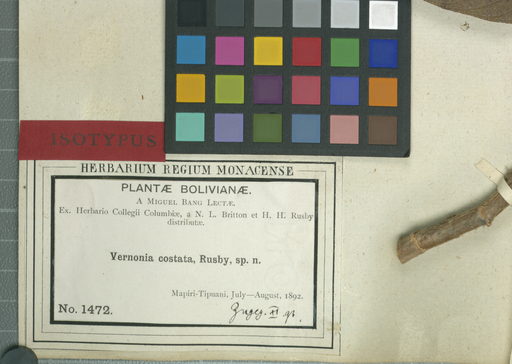 ISOTYPUS
HERBARIUM REGIUM MONACENSE
PLANTÆ BOLIVIANÆ.
A MIGUEL BANG LECTÆ.
Ex. Herbario Collegii Columbiæ, a N. L. Britton et H. H. Rusby
distributæ.
Vernonia costata, Rusby, sp. n.
Mapiri-Tipuani, July—August, 1892.
No. 1472.